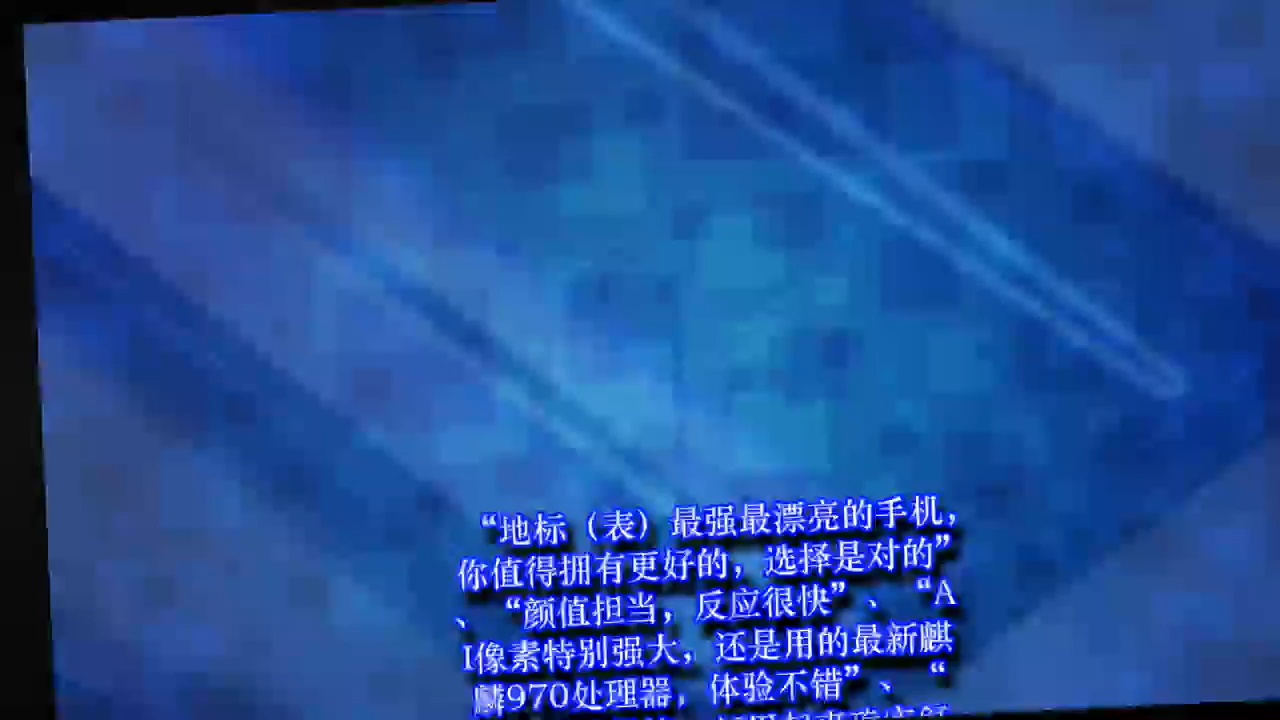 “地标（表）最强最漂亮的手机，
你值得拥有更好的，选择是对的”
、“颜值担当，反应很快”、“A
I像素特别强大，还是用的最新麒
麟970处理器，体验不错”、“